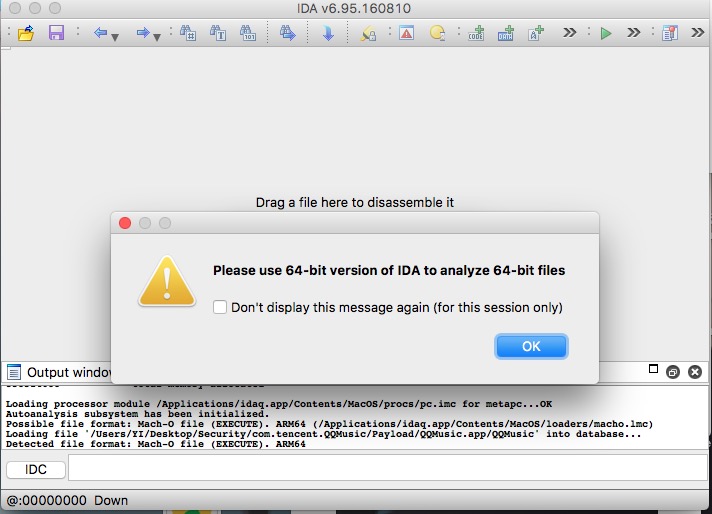 IDA v6.95.160810
Drag a file here to disassemble it
Please use 64-bit version of IDA to analyze 64-bit files
Don't display this message again (for this session only)
OK
Output windo
Loading processor module /Applications/idaq.app/Contents/MacOS/procs/pc.imc for metapc...OK
Autoanalysis subsystem has been initialized.
Possible file format: Mach-O file (EXECUTE). ARM64 (/Applications/idaq.app/Contents/MacOS/loaders/macho.lmc)
Loading file '/Users/YI/Desktop/Security/com.tencent.QQMusic/Payload/QQMusic.app/QQMusic' into database...
Detected file format: Mach-O file (EXECUTE). ARM64
IDC
@:00000000 Down